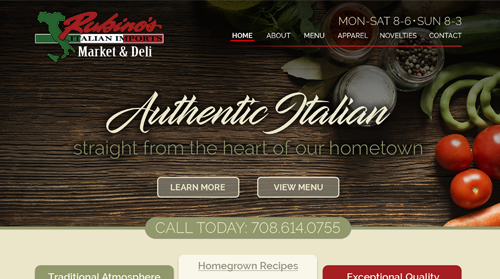 Rubino's
ITALIAN IMPORTS
Market & Deli
MON-SAT 8-6 • SUN 8-3
HOME ABOUT MENU APPAREL NOVELTIES CONTACT
Authentic Italian
straight from the heart of our hometown
LEARN MORE VIEW MENU
CALL TODAY: 708.614.0755
Traditional Atmosphere Homegrown Recipes Exceptional Quality